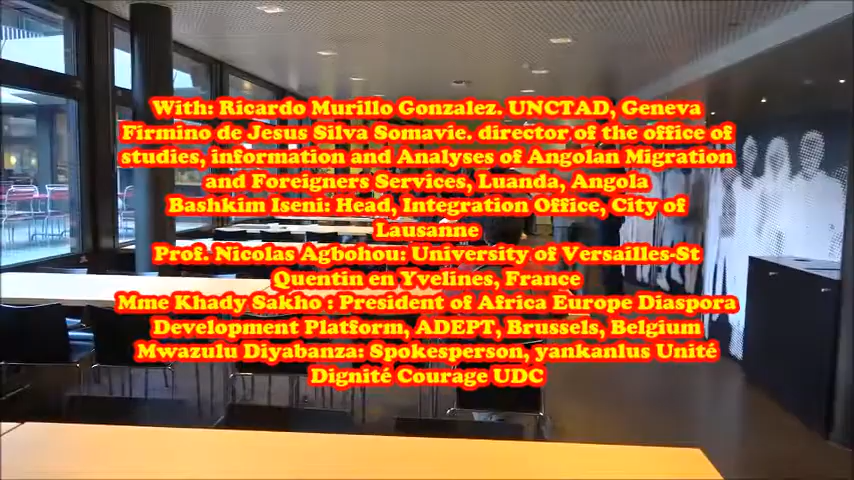 With: Ricardo Murillo Gonzalez. UNCTAD, Geneva
Firmino de Jesus Silva Somavie. director of the office of
studies, information and Analyses of Angolan Migration
and Foreigners Services, Luanda, Angola
Bashkim Iseni: Head, Integration Office, City of
Lausanne
Prof. Nicolas Agbohou: University of Versailles-St
Quentin en Yvelines, France
Mme Khady Sakho : President of Africa Europe Diaspora
Development Platform, ADEPT, Brussels, Belgium
Mwazulu Diyabanza: Spokesperson, yankanlus Unité
Dignité Courage UDC